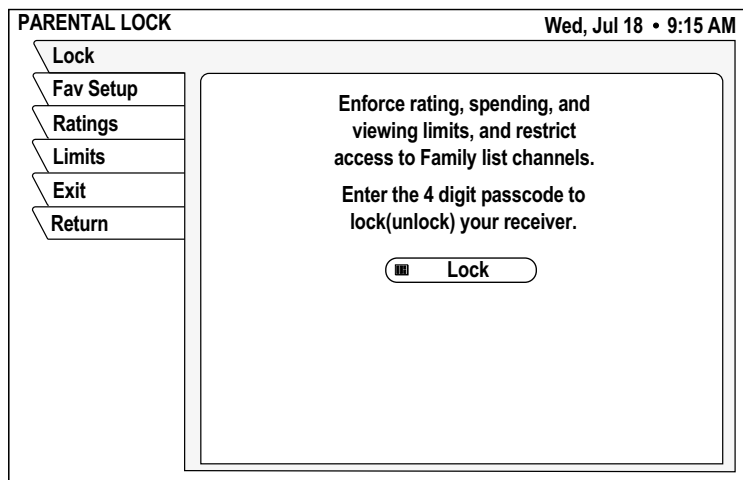 PARENTAL LOCK
Wed, Jul 18 • 9:15 AM
Lock
Fav Setup
Ratings
Limits
Exit
Return
Enforce rating, spending, and
viewing limits, and restrict
access to Family list channels.
Enter the 4 digit passcode to
lock(unlock) your receiver.
Lock